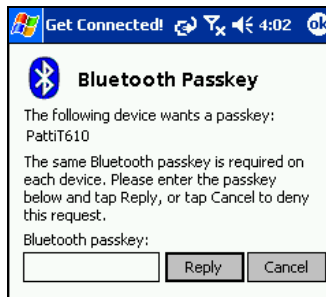 Get Connected! 4:02 ok
Bluetooth Passkey
The following device wants a passkey:
PattiT610
The same Bluetooth passkey is required on
each device. Please enter the passkey
below and tap Reply, or tap Cancel to deny
this request.
Bluetooth passkey:
Reply Cancel